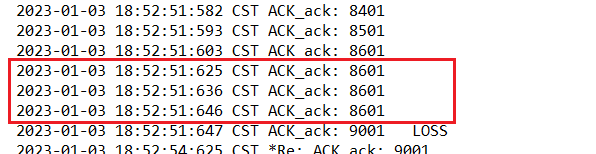 2023-01-03 18:52:51:582 CST ACK_ack: 8401
2023-01-03 18:52:51:593 CST ACK_ack: 8501
2023-01-03 18:52:51:603 CST ACK_ack: 8601
2023-01-03 18:52:51:625 CST ACK_ack: 8601
2023-01-03 18:52:51:636 CST ACK_ack: 8601
2023-01-03 18:52:51:646 CST ACK_ack: 8601
2023-01-03 18:52:51:647 CST ACK_ack: 9001 LOSS
2023-01-03 18:52:54:625 CST *Re: ACK_ack: 9001